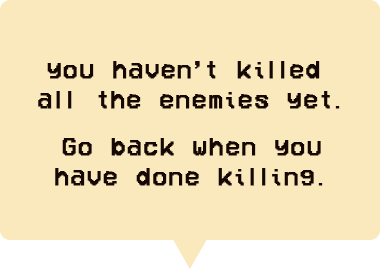 you haven't killed
all the enemies yet.
Go back when you
have done killing.